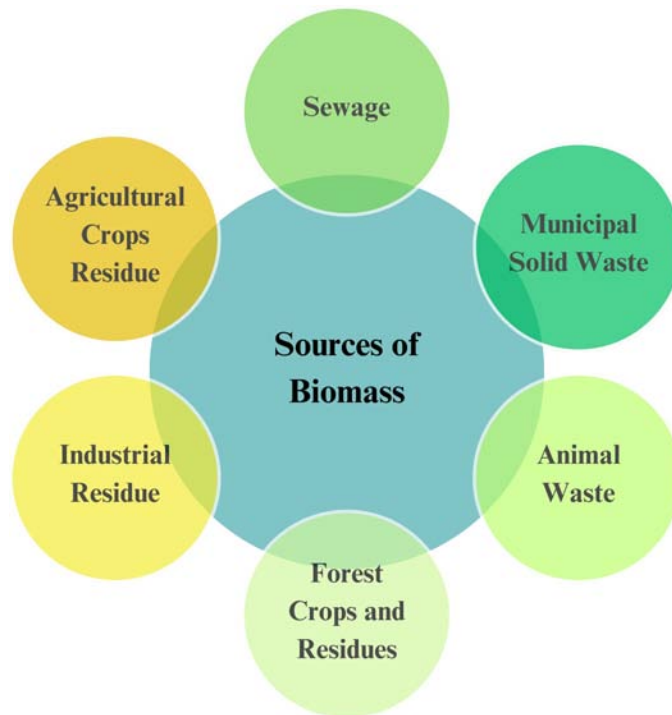 Sewage
Agricultural
Crops
Residue
Municipal
Solid Waste
Sources of
Biomass
Industrial
Residue
Animal
Waste
Forest
Crops and
Residues